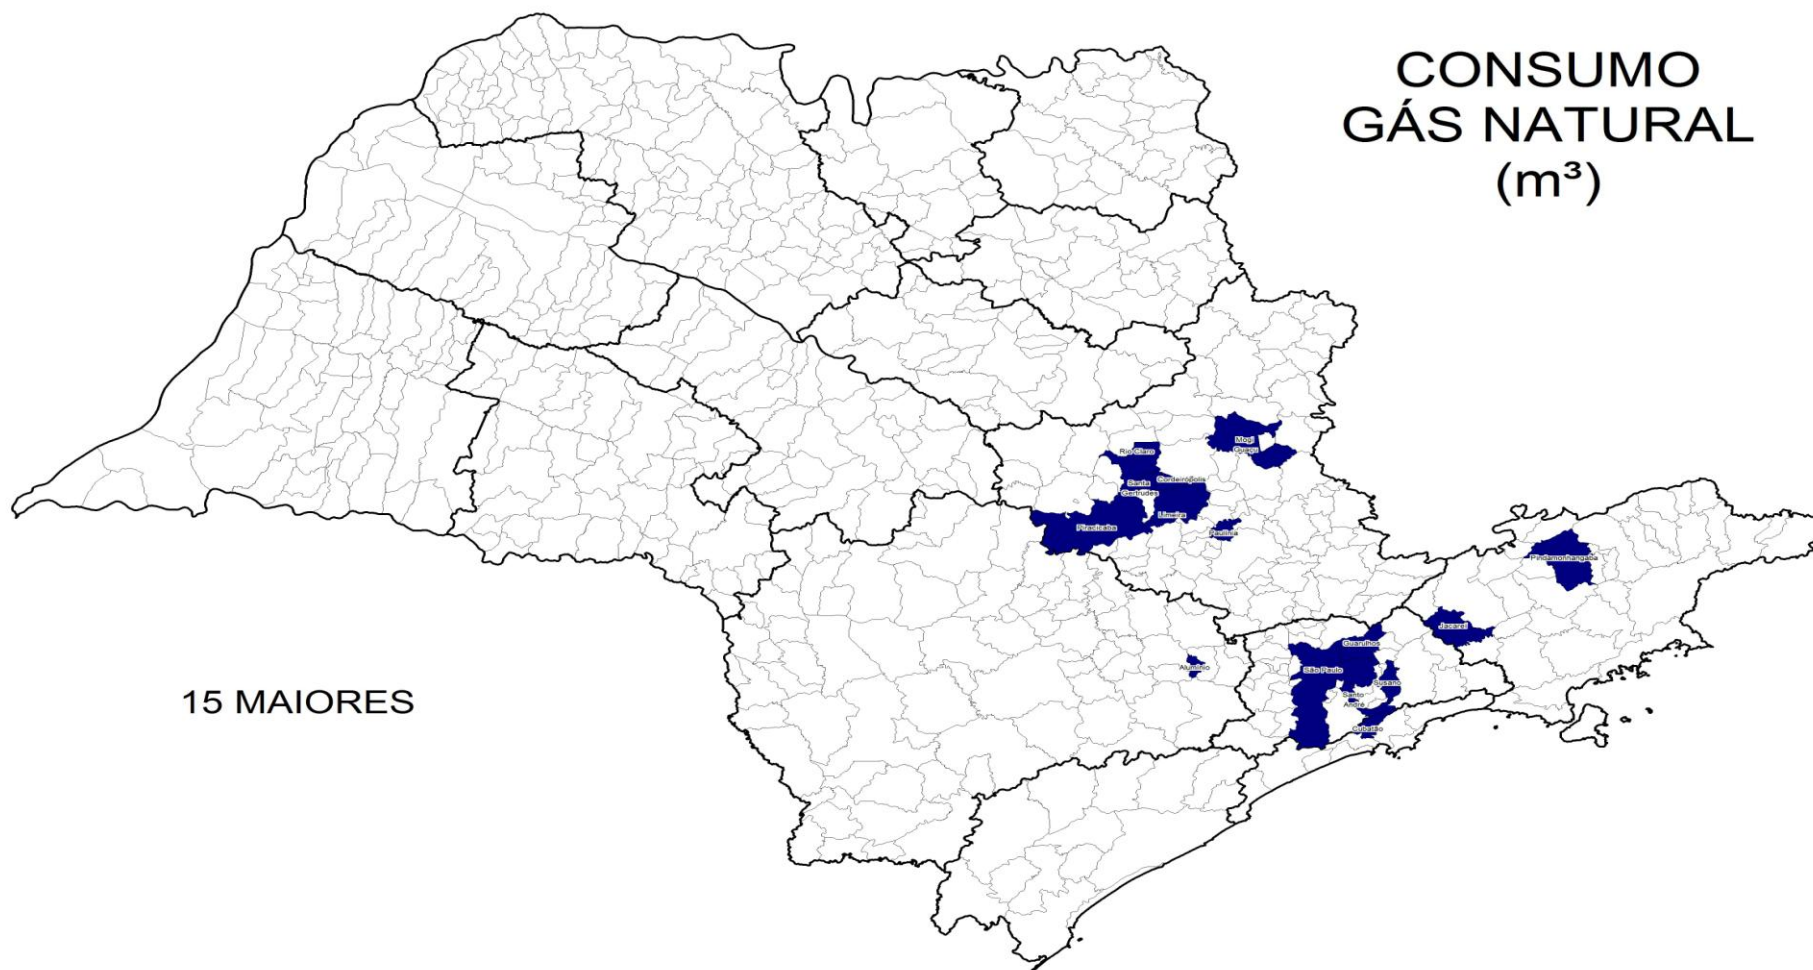 CONSUMO
GÁS NATURAL
(m³)
Mogi
Guaçu
Rio Claro
Santa
Gertrudes
Cordeirópolis
Limeira
Piracicaba
Paulínia
Pindamonhangaba
Jacareí
Guarulhos
São Paulo
Suzano
Santo
André
Cubatão
Alumínio
15 MAIORES